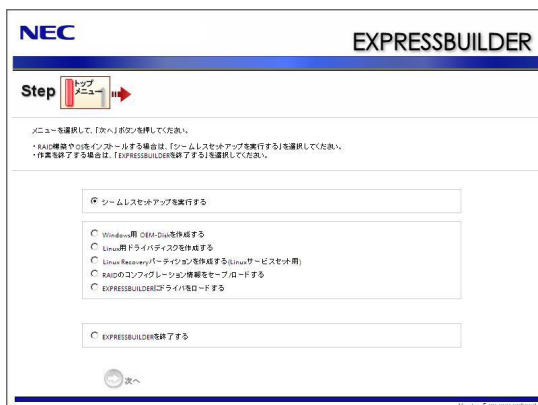 NEC
EXPRESSBUILDER
Step
トップ
メニュー
メニューを選択して、「次へ」ボタンを押してください。
・RAID構築やOSをインストールする場合は、「シームレスセットアップを実行する」を選択してください。
・作業を終了する場合は、「EXPRESSBUILDERを終了する」を選択してください。
シームレスセットアップを実行する
Windows用 OEM-Diskを作成する
Linux用ドライバディスクを作成する
Linux Recoveryパーティションを作成する(Linuxサービスセット用)
RAIDのコンフィグレーション情報をセーブ/ロードする
EXPRESSBUILDERにドライバをロードする
EXPRESSBUILDERを終了する
次へ